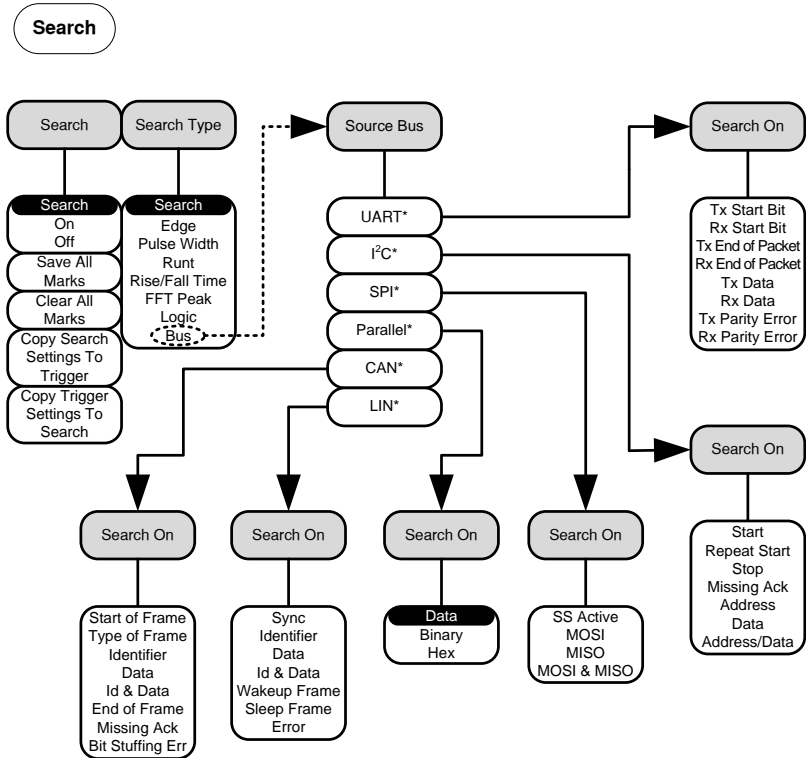 Search
Search
Search
On
Off
Save All
Marks
Clear All
Marks
Copy Search
Settings To
Trigger
Copy Trigger
Settings To
Search
Search Type
Search
Edge
Pulse Width
Runt
Rise/Fall Time
FFT Peak
Logic
Bus
Source Bus
UART*
I²C*
SPI*
Parallel*
CAN*
LIN*
Search On
Tx Start Bit
Rx Start Bit
Tx End of Packet
Rx End of Packet
Tx Data
Rx Data
Tx Parity Error
Rx Parity Error
Search On
Start
Repeat Start
Stop
Missing Ack
Address
Data
Address/Data
Search On
Start of Frame
Type of Frame
Identifier
Data
Id & Data
End of Frame
Missing Ack
Bit Stuffing Err
Search On
Sync
Identifier
Data
Id & Data
Wakeup Frame
Sleep Frame
Error
Search On
Data
Binary
Hex
Search On
SS Active
MOSI
MISO
MOSI & MISO